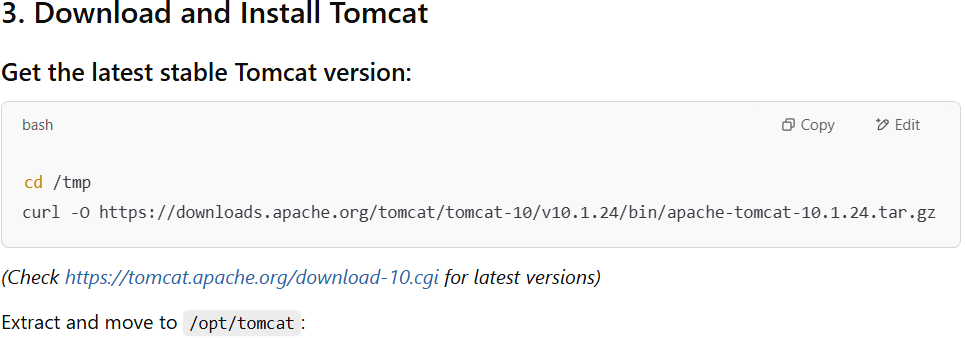 3. Download and Install Tomcat
Get the latest stable Tomcat version:
bash
Copy
Edit
cd /tmp
curl -O https://downloads.apache.org/tomcat/tomcat-10/v10.1.24/bin/apache-tomcat-10.1.24.tar.gz
(Check https://tomcat.apache.org/download-10.cgi for latest versions)
Extract and move to /opt/tomcat: